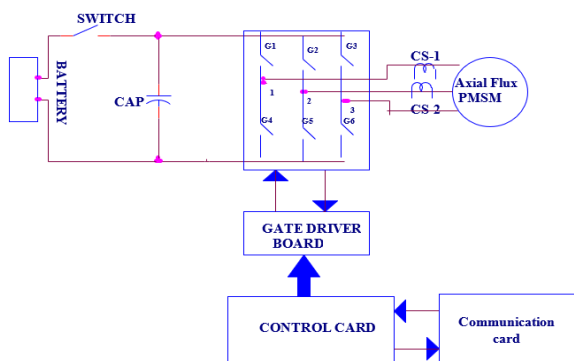 SWITCH
BATTERY
CAP
G1
G2
G3
1
2
3
G4
G5
G6
CS-1
CS-2
Axial Flux
PMSM
GATE DRIVER
BOARD
CONTROL CARD
Communication
card